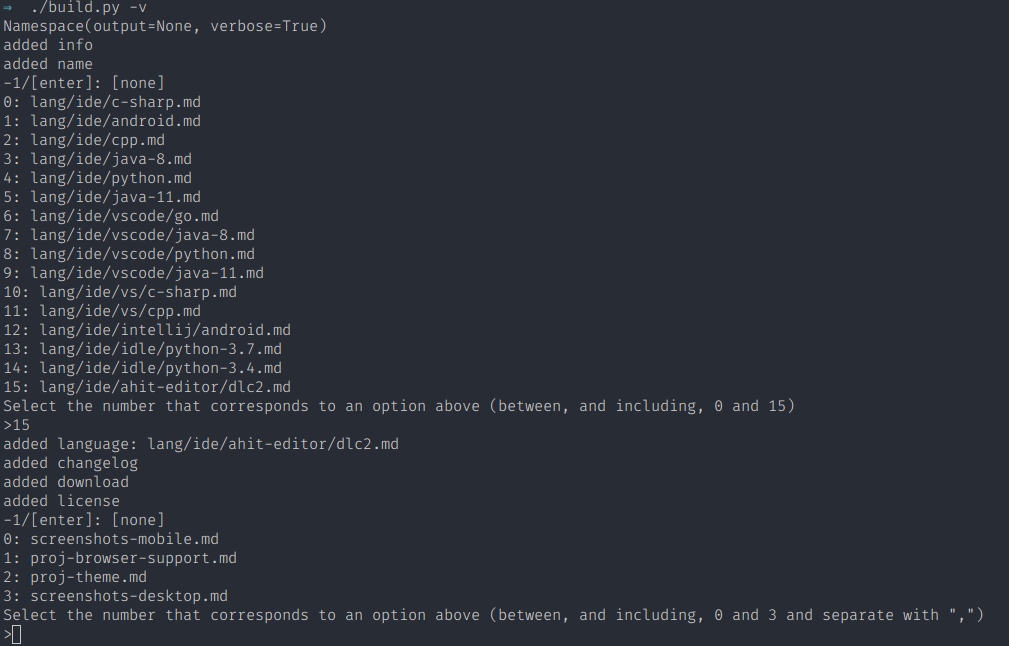 ⇒ ./build.py -v
Namespace(output=None, verbose=True)
added info
added name
-1/[enter]: [none]
0: lang/ide/c-sharp.md
1: lang/ide/android.md
2: lang/ide/cpp.md
3: lang/ide/java-8.md
4: lang/ide/python.md
5: lang/ide/java-11.md
6: lang/ide/vscode/go.md
7: lang/ide/vscode/java-8.md
8: lang/ide/vscode/python.md
9: lang/ide/vscode/java-11.md
10: lang/ide/vs/c-sharp.md
11: lang/ide/vs/cpp.md
12: lang/ide/intellij/android.md
13: lang/ide/idle/python-3.7.md
14: lang/ide/idle/python-3.4.md
15: lang/ide/ahit-editor/dlc2.md
Select the number that corresponds to an option above (between, and including, 0 and 15)
>15
added language: lang/ide/ahit-editor/dlc2.md
added changelog
added download
added license
-1/[enter]: [none]
0: screenshots-mobile.md
1: proj-browser-support.md
2: proj-theme.md
3: screenshots-desktop.md
Select the number that corresponds to an option above (between, and including, 0 and 3 and separate with ",")
>